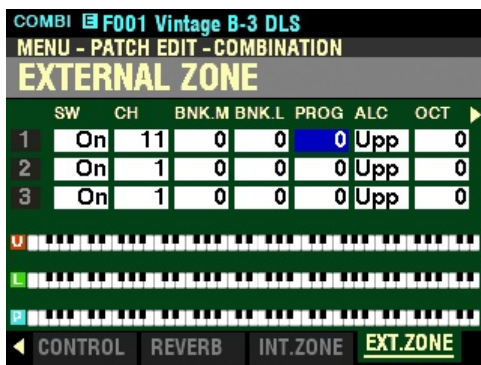 COMBI E F001 Vintage B-3 DLS
MENU - PATCH EDIT - COMBINATION
EXTERNAL ZONE
SW CH BNK.M BNK.L PROG ALC OCT
1 On 11 0 0 0 Upp 0
2 On 1 0 0 0 Upp 0
3 On 1 0 0 0 Upp 0
U
L
P
CONTROL REVERB INT.ZONE EXT.ZONE